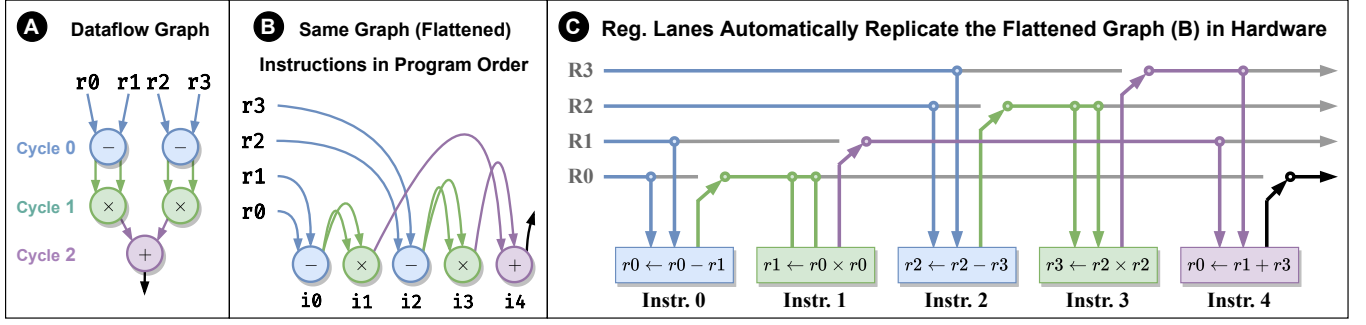 A Dataflow Graph
r0 r1 r2 r3
Cycle 0 − −
Cycle 1 × ×
Cycle 2 +
B Same Graph (Flattened)
Instructions in Program Order
r3
r2
r1
r0
− × − × +
i0 i1 i2 i3 i4
C Reg. Lanes Automatically Replicate the Flattened Graph (B) in Hardware
R3
R2
R1
R0
r0 ← r0 − r1 r1 ← r0 × r0 r2 ← r2 − r3 r3 ← r2 × r2 r0 ← r1 + r3
Instr. 0 Instr. 1 Instr. 2 Instr. 3 Instr. 4